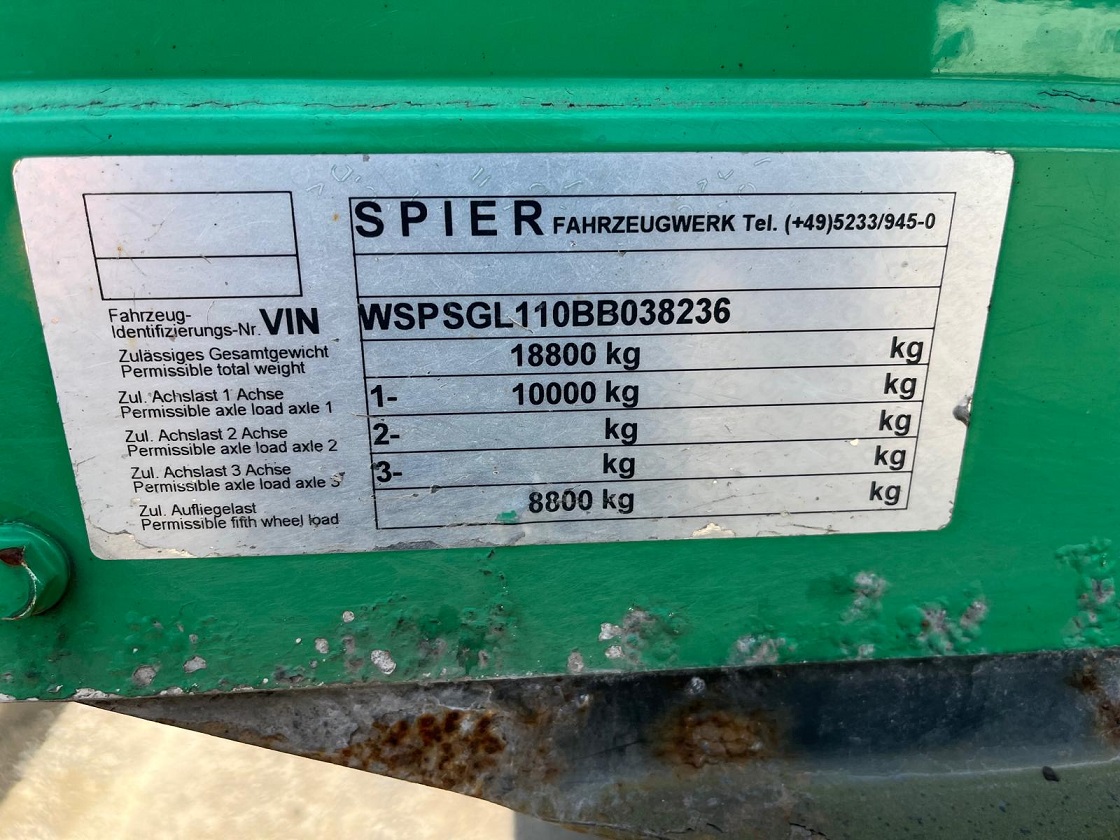 SPIER FAHRZEUGWERK Tel. (+49)5233/945-0
Fahrzeug-
Identifizierungs-Nr. VIN WSPSGL110BB038236
Zulässiges Gesamtgewicht
Permissible total weight 18800 kg kg
Zul. Achslast 1 Achse
Permissible axle load axle 1 1- 10000 kg kg
Zul. Achslast 2 Achse
Permissible axle load axle 2 2- kg kg
Zul. Achslast 3 Achse
Permissible axle load axle 3 3- kg kg
Zul. Aufliegelast
Permissible fifth wheel load 8800 kg kg